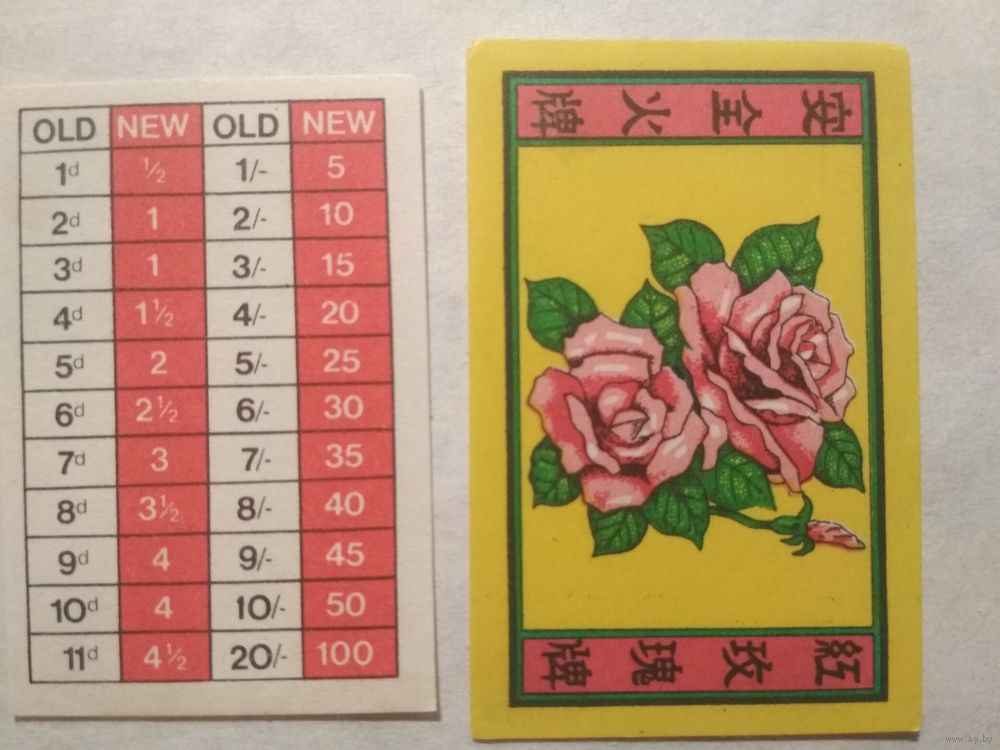 OLD NEW OLD NEW
1d ½ 1/- 5
2d 1 2/- 10
3d 1 3/- 15
4d 1½ 4/- 20
5d 2 5/- 25
6d 2½ 6/- 30
7d 3 7/- 35
8d 3½ 8/- 40
9d 4 9/- 45
10d 4 10/- 50
11d 4½ 20/- 100
安全火牌
紅玫瑰牌
www.ay.by